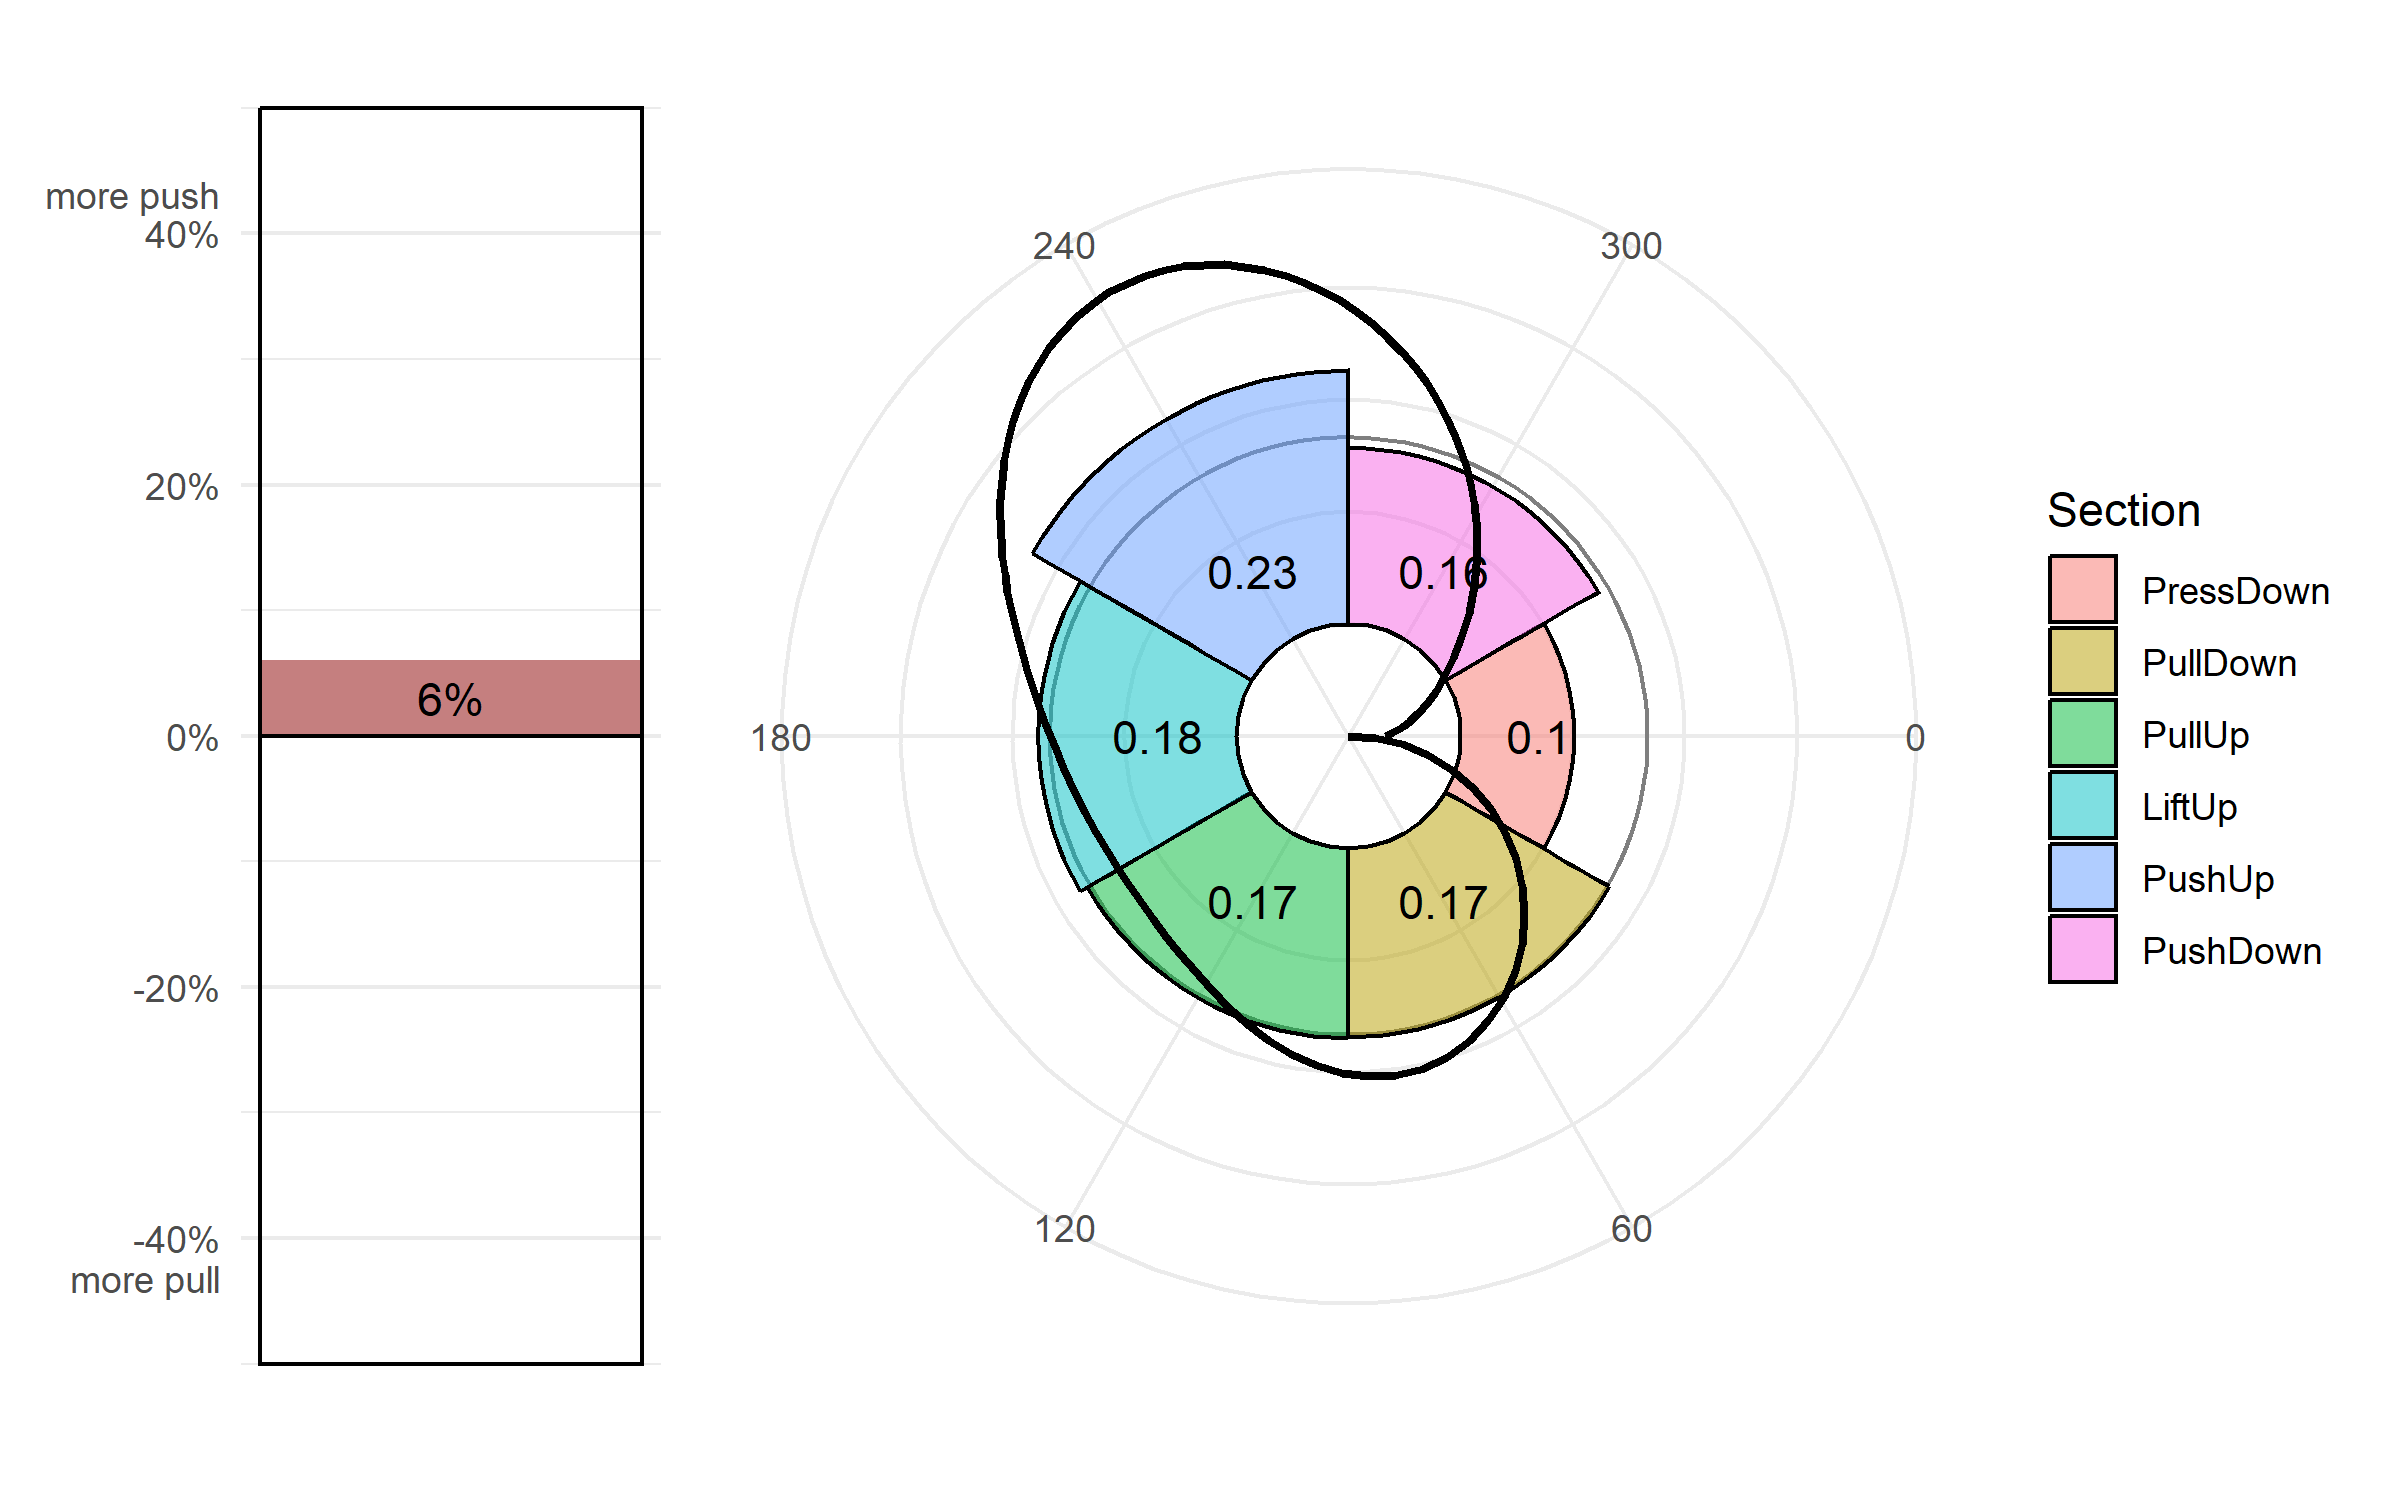 more push
40%
20%
0%
-20%
-40%
more pull
6%
240
300
180
0
120
60
0.23
0.16
0.18
0.1
0.17
0.17
Section
PressDown
PullDown
PullUp
LiftUp
PushUp
PushDown